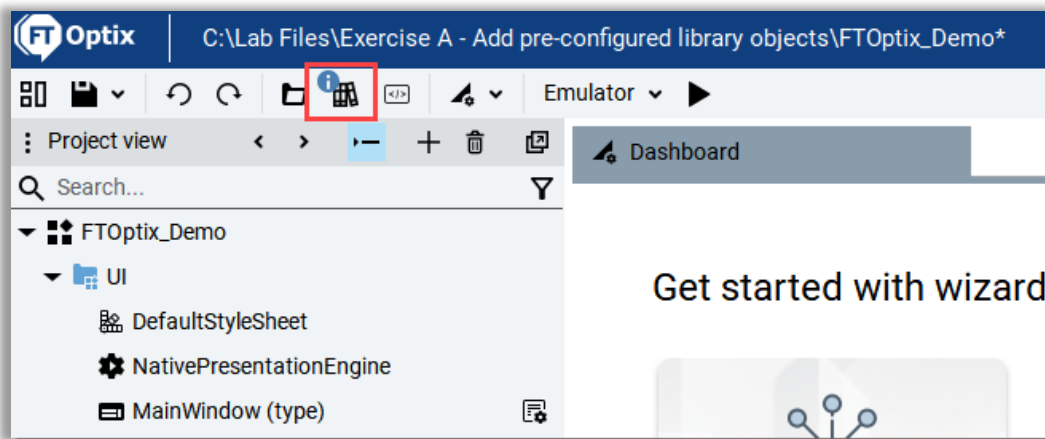 FT Optix
C:\Lab Files\Exercise A - Add pre-configured library objects\FTOptix_Demo*
Emulator
Project view
Dashboard
Search...
FTOptix_Demo
UI
Get started with wizard
DefaultStyleSheet
NativePresentationEngine
MainWindow (type)